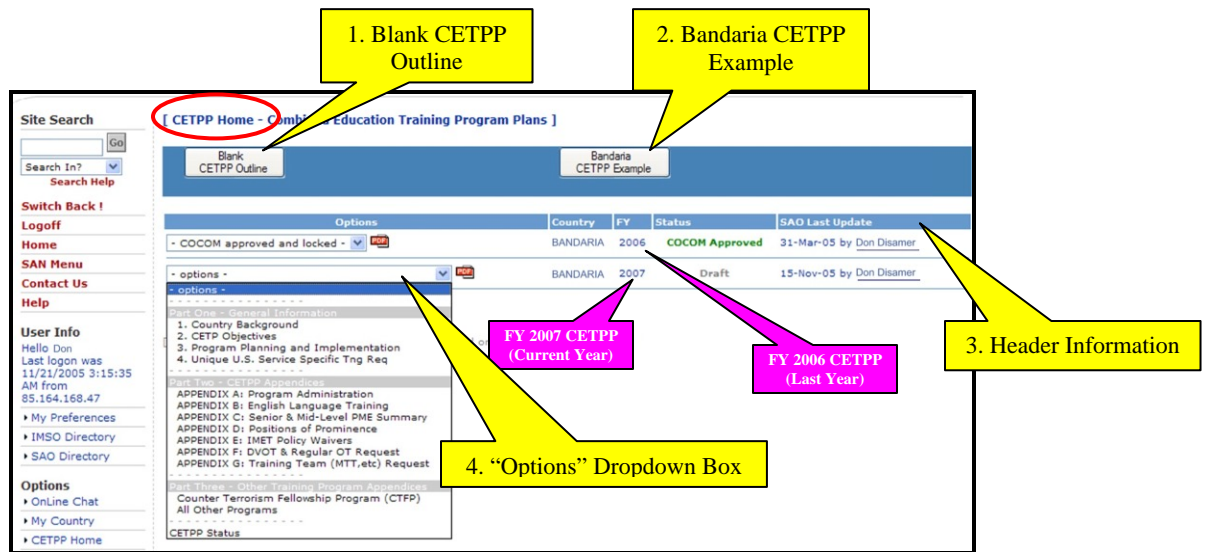 1. Blank CETPP
Outline
2. Bandaria CETPP
Example
Site Search
Go
Search In?
Search Help
Switch Back !
Logoff
Home
SAN Menu
Contact Us
Help
User Info
Hello Don
Last logon was
11/21/2005 3:15:35
AM from
85.164.168.47
My Preferences
IMSO Directory
SAO Directory
Options
OnLine Chat
My Country
CETPP Home
[ CETPP Home - Combined Education Training Program Plans ]
Blank
CETPP Outline
Bandaria
CETPP Example
Options Country FY Status SAO Last Update
- COCOM approved and locked - PDF BANDARIA 2006 COCOM Approved 31-Mar-05 by Don Disamer
- options - PDF BANDARIA 2007 Draft 15-Nov-05 by Don Disamer
- options -
- - - - - - - - - - - - - - - -
Part One - General Information
1. Country Background
2. CETP Objectives
3. Program Planning and Implementation
4. Unique U.S. Service Specific Tng Req
- - - - - - - - - - - - - - - -
Part Two - CETPP Appendices
APPENDIX A: Program Administration
APPENDIX B: English Language Training
APPENDIX C: Senior & Mid-Level PME Summary
APPENDIX D: Positions of Prominence
APPENDIX E: IMET Policy Waivers
APPENDIX F: DVOT & Regular OT Request
APPENDIX G: Training Team (MTT,etc) Request
- - - - - - - - - - - - - - - -
Part Three - Other Training Program Appendices
Counter Terrorism Fellowship Program (CTFP)
All Other Programs
- - - - - - - - - - - - - - - -
CETPP Status
FY 2007 CETPP
(Current Year)
FY 2006 CETPP
(Last Year)
3. Header Information
4. “Options” Dropdown Box